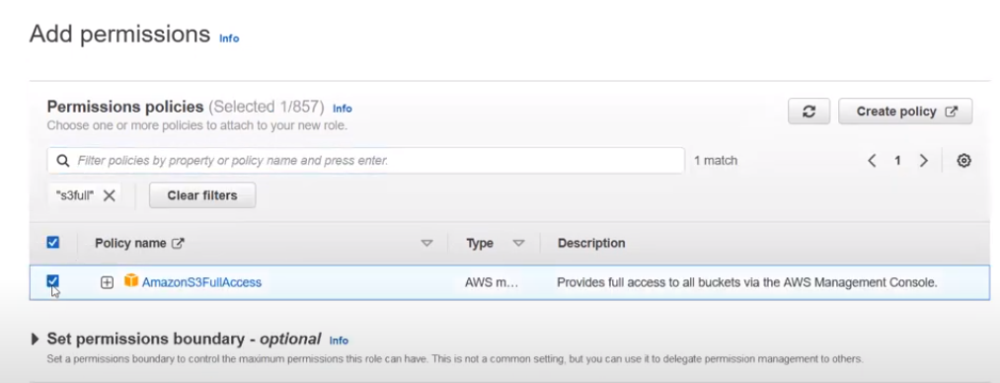 Add permissions Info
Permissions policies (Selected 1/857) Info
Create policy
Choose one or more policies to attach to your new role.
Filter policies by property or policy name and press enter.
1 match
1
"s3full"
Clear filters
Policy name Type Description
AmazonS3FullAccess AWS m... Provides full access to all buckets via the AWS Management Console.
Set permissions boundary - optional Info
Set a permissions boundary to control the maximum permissions this role can have. This is not a common setting, but you can use it to delegate permission management to others.